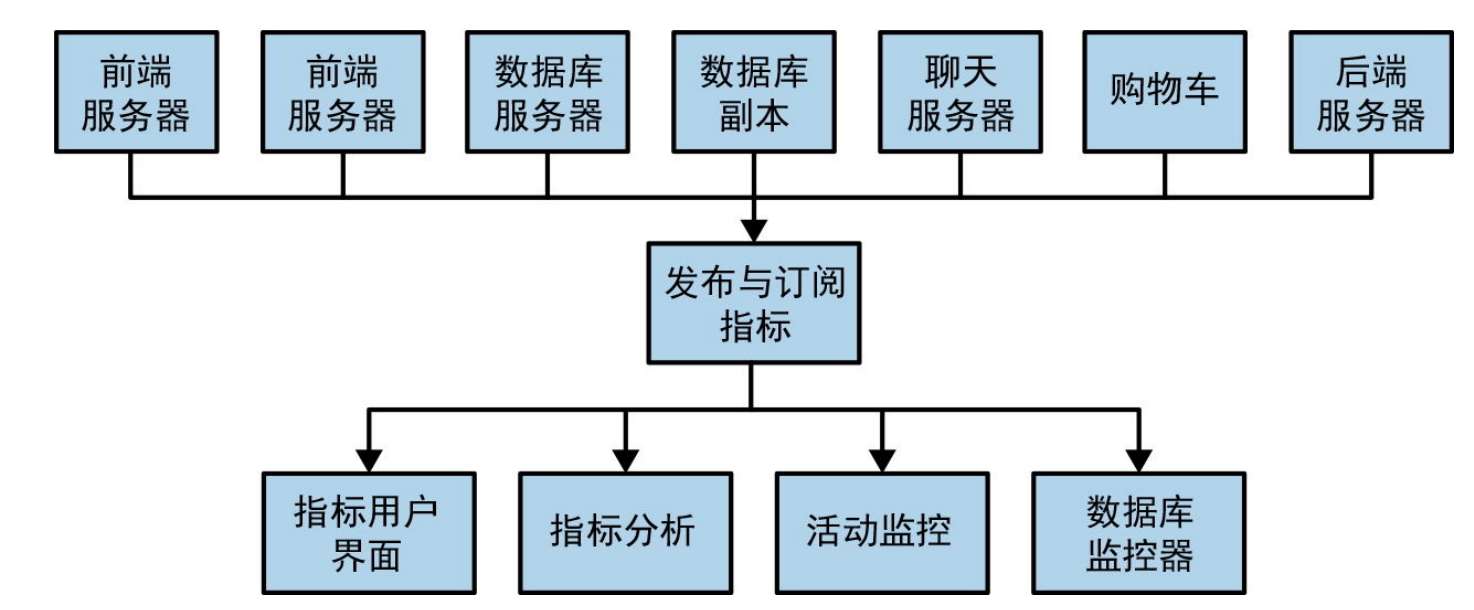 前端
服务器
前端
服务器
数据库
服务器
数据库
副本
聊天
服务器
购物车
后端
服务器
发布与订阅
指标
指标用户
界面
指标分析
活动监控
数据库
监控器